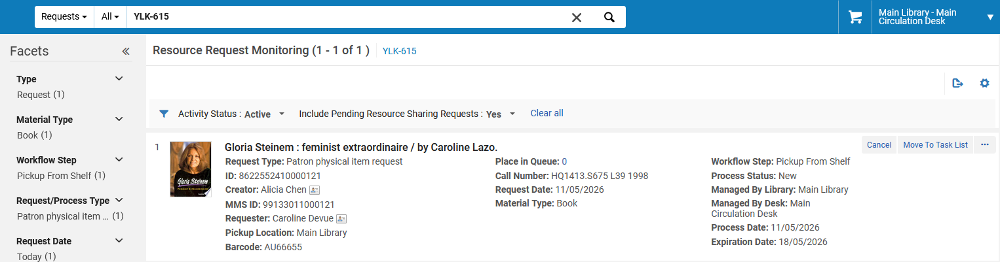 Requests All YLK-615
Main Library - Main
Circulation Desk
Facets
Type
Request (1)
Material Type
Book (1)
Workflow Step
Pickup From Shelf (1)
Request/Process Type
Patron physical item ... (1)
Request Date
Today (1)
Resource Request Monitoring (1 - 1 of 1 ) YLK-615
Activity Status : Active Include Pending Resource Sharing Requests : Yes Clear all
1
Gloria Steinem
Gloria Steinem : feminist extraordinaire / by Caroline Lazo.
Cancel Move To Task List
Request Type: Patron physical item request
ID: 8622552410000121
Creator: Alicia Chen
MMS ID: 99133011000121
Requester: Caroline Devue
Pickup Location: Main Library
Barcode: AU66655
Place in Queue: 0
Call Number: HQ1413.S675 L39 1998
Request Date: 11/05/2026
Material Type: Book
Workflow Step: Pickup From Shelf
Process Status: New
Managed By Library: Main Library
Managed By Desk: Main
Circulation Desk
Process Date: 11/05/2026
Expiration Date: 18/05/2026